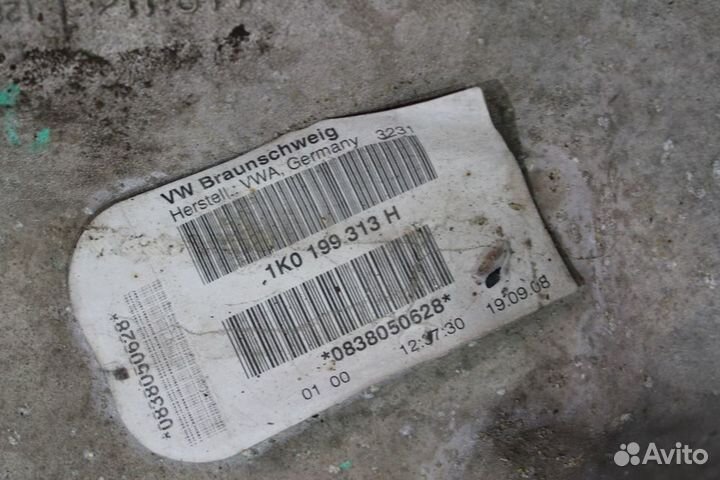 VW Braunschweig
Herstell.: VWA, Germany 3231
1K0 199 313 H
*0838050628*
01 00 12:37:30 19.09.08
*0838050628*
Avito